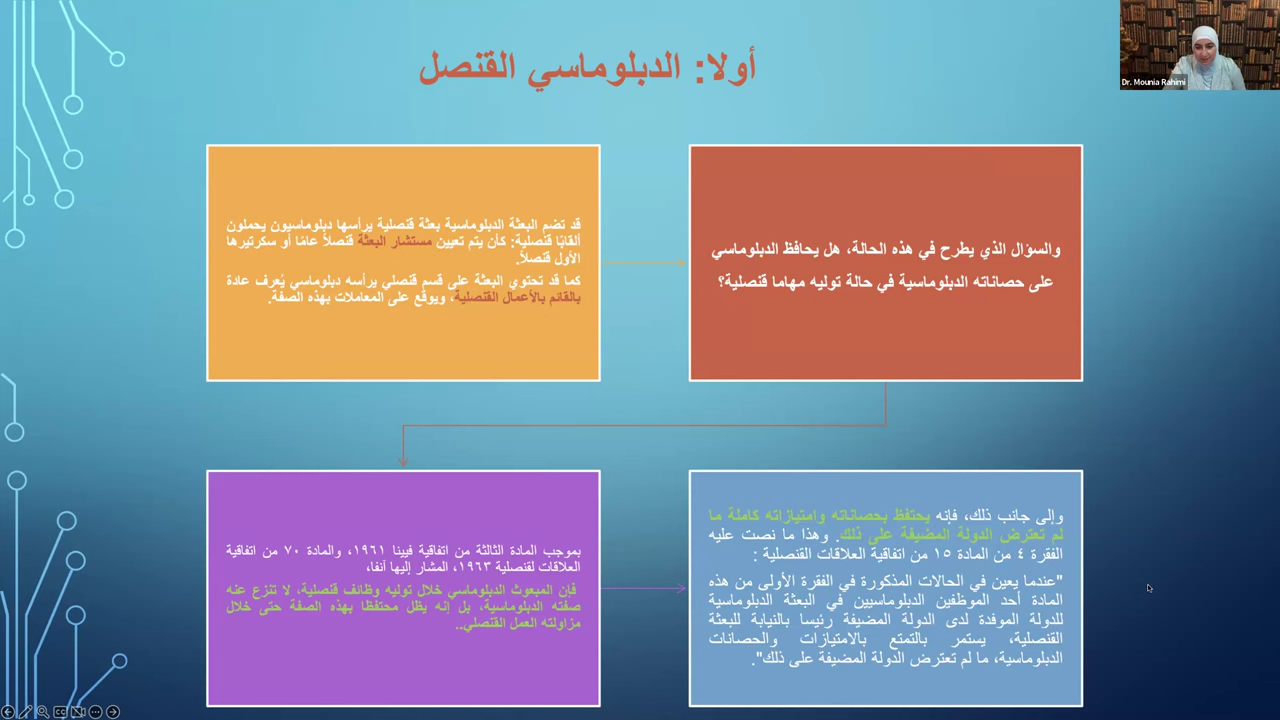 أولا: الدبلوماسي القنصل
Dr. Mounia Rahimi
قد تضم البعثة الدبلوماسية بعثة قنصلية يرأسها دبلوماسيون يحملون
ألقابًا قنصلية: كأن يتم تعيين مستشار البعثة قنصلاً عامًا أو سكرتيرها
الأول قنصلاً.
كما قد تحتوي البعثة على قسم قنصلي يرأسه دبلوماسي يُعرف عادة
بالقائم بالأعمال القنصلية، ويوقع على المعاملات بهذه الصفة.
والسؤال الذي يطرح في هذه الحالة، هل يحافظ الدبلوماسي
على حصاناته الدبلوماسية في حالة توليه مهاما قنصلية؟
بموجب المادة الثالثة من اتفاقية فيينا ١٩٦١، والمادة ٧٠ من اتفاقية
العلاقات لقنصلية ١٩٦٣، المشار إليها آنفا،
فإن المبعوث الدبلوماسي خلال توليه وظائف قنصلية، لا تنزع عنه
صفته الدبلوماسية، بل إنه يظل محتفظا بهذه الصفة حتى خلال
مزاولته العمل القنصلي..
وإلى جانب ذلك، فإنه يحتفظ بحصاناته وامتيازاته كاملة ما
لم تعترض الدولة المضيفة على ذلك. وهذا ما نصت عليه
الفقرة ٤ من المادة ١٥ من اتفاقية العلاقات القنصلية :
"عندما يعين في الحالات المذكورة في الفقرة الأولى من هذه
المادة أحد الموظفين الدبلوماسيين في البعثة الدبلوماسية
للدولة الموفدة لدى الدولة المضيفة رئيسا بالنيابة للبعثة
القنصلية، يستمر بالتمتع بالامتيازات والحصانات
الدبلوماسية، ما لم تعترض الدولة المضيفة على ذلك".